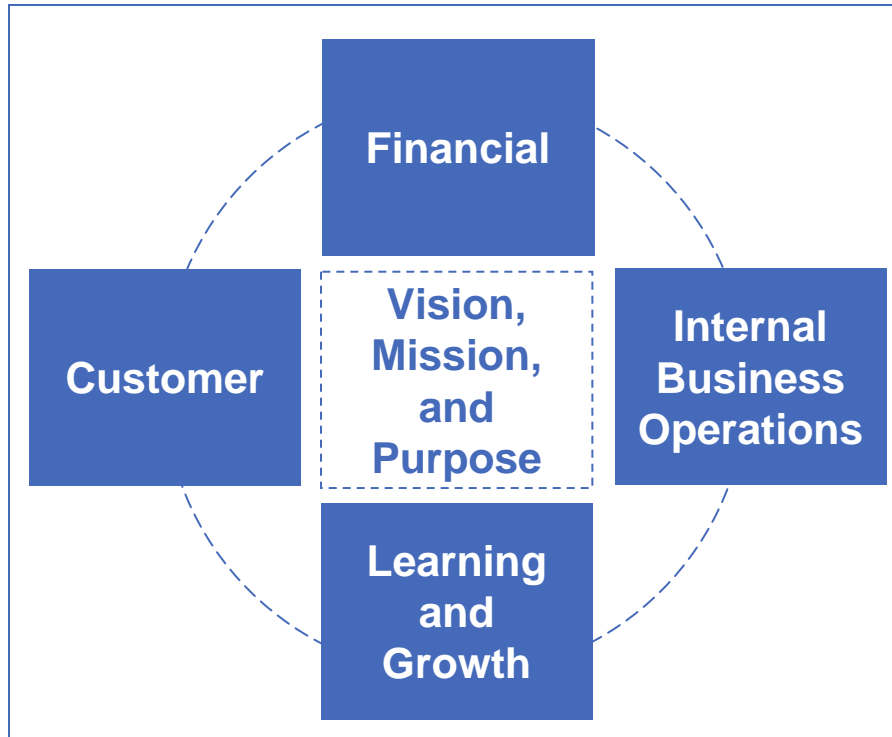 Financial
Customer
Vision,
Mission,
and
Purpose
Internal
Business
Operations
Learning
and
Growth